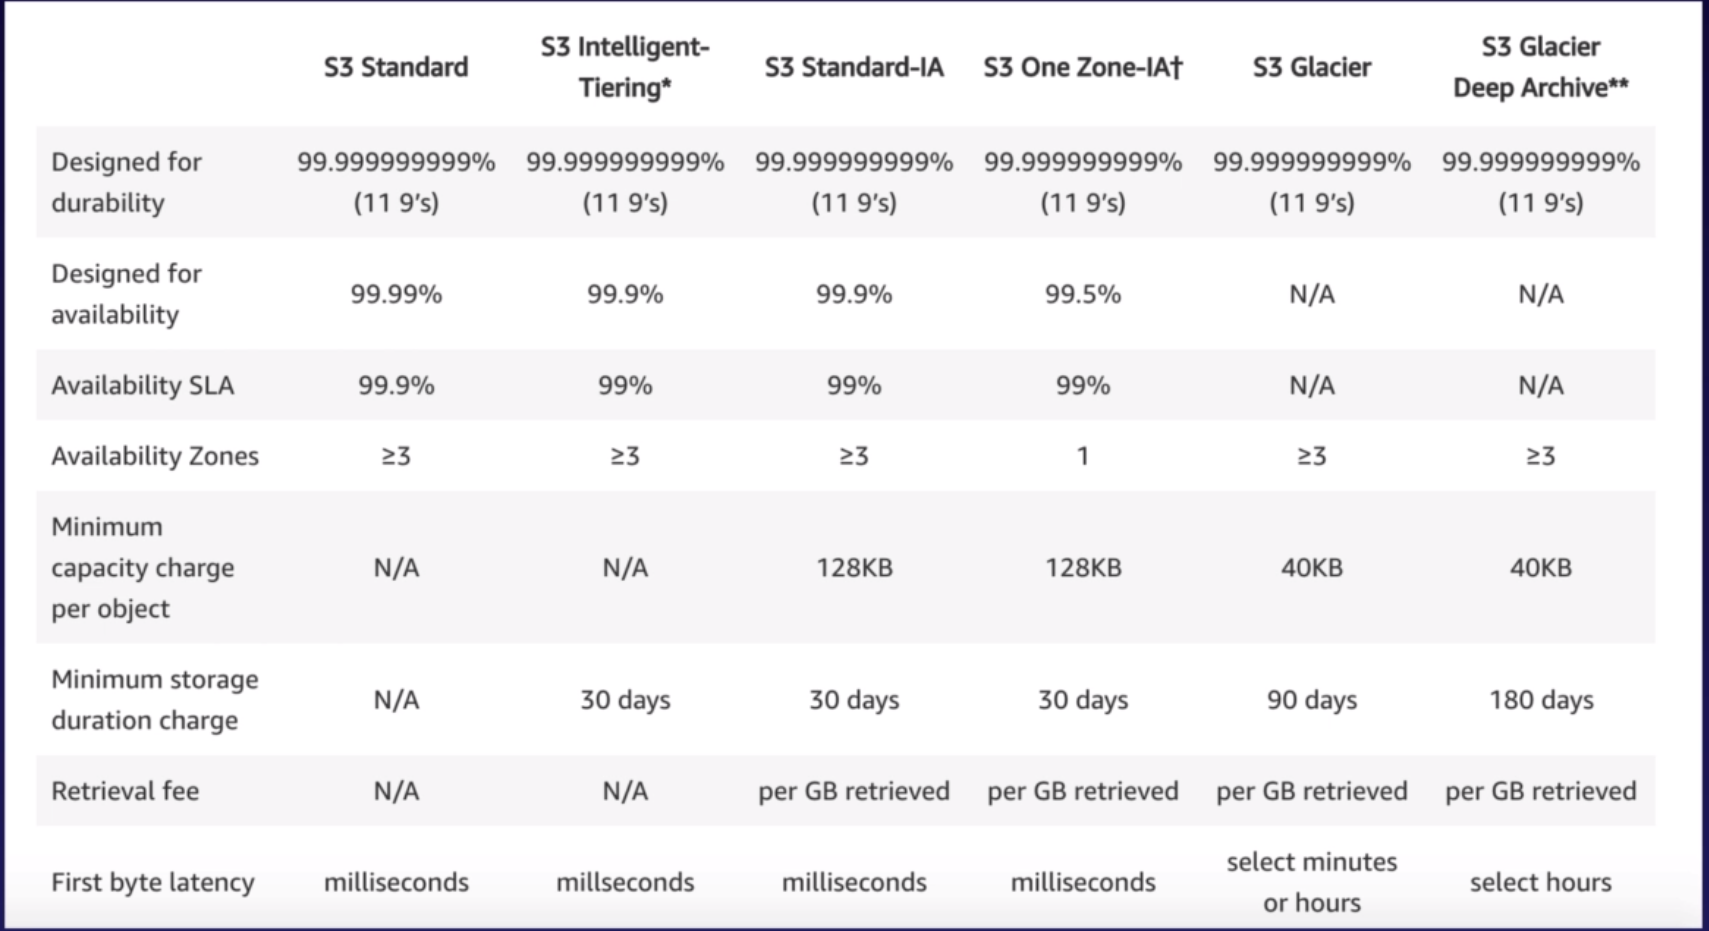 S3 Standard S3 Intelligent- S3 Standard-IA S3 One Zone-IA† S3 Glacier S3 Glacier
Tiering* Deep Archive**
Designed for 99.999999999% 99.999999999% 99.999999999% 99.999999999% 99.999999999% 99.999999999%
durability (11 9’s) (11 9’s) (11 9’s) (11 9’s) (11 9’s) (11 9’s)
Designed for
availability 99.99% 99.9% 99.9% 99.5% N/A N/A
Availability SLA 99.9% 99% 99% 99% N/A N/A
Availability Zones ≥3 ≥3 ≥3 1 ≥3 ≥3
Minimum
capacity charge N/A N/A 128KB 128KB 40KB 40KB
per object
Minimum storage
duration charge N/A 30 days 30 days 30 days 90 days 180 days
Retrieval fee N/A N/A per GB retrieved per GB retrieved per GB retrieved per GB retrieved
First byte latency milliseconds millseconds milliseconds milliseconds select minutes select hours
or hours